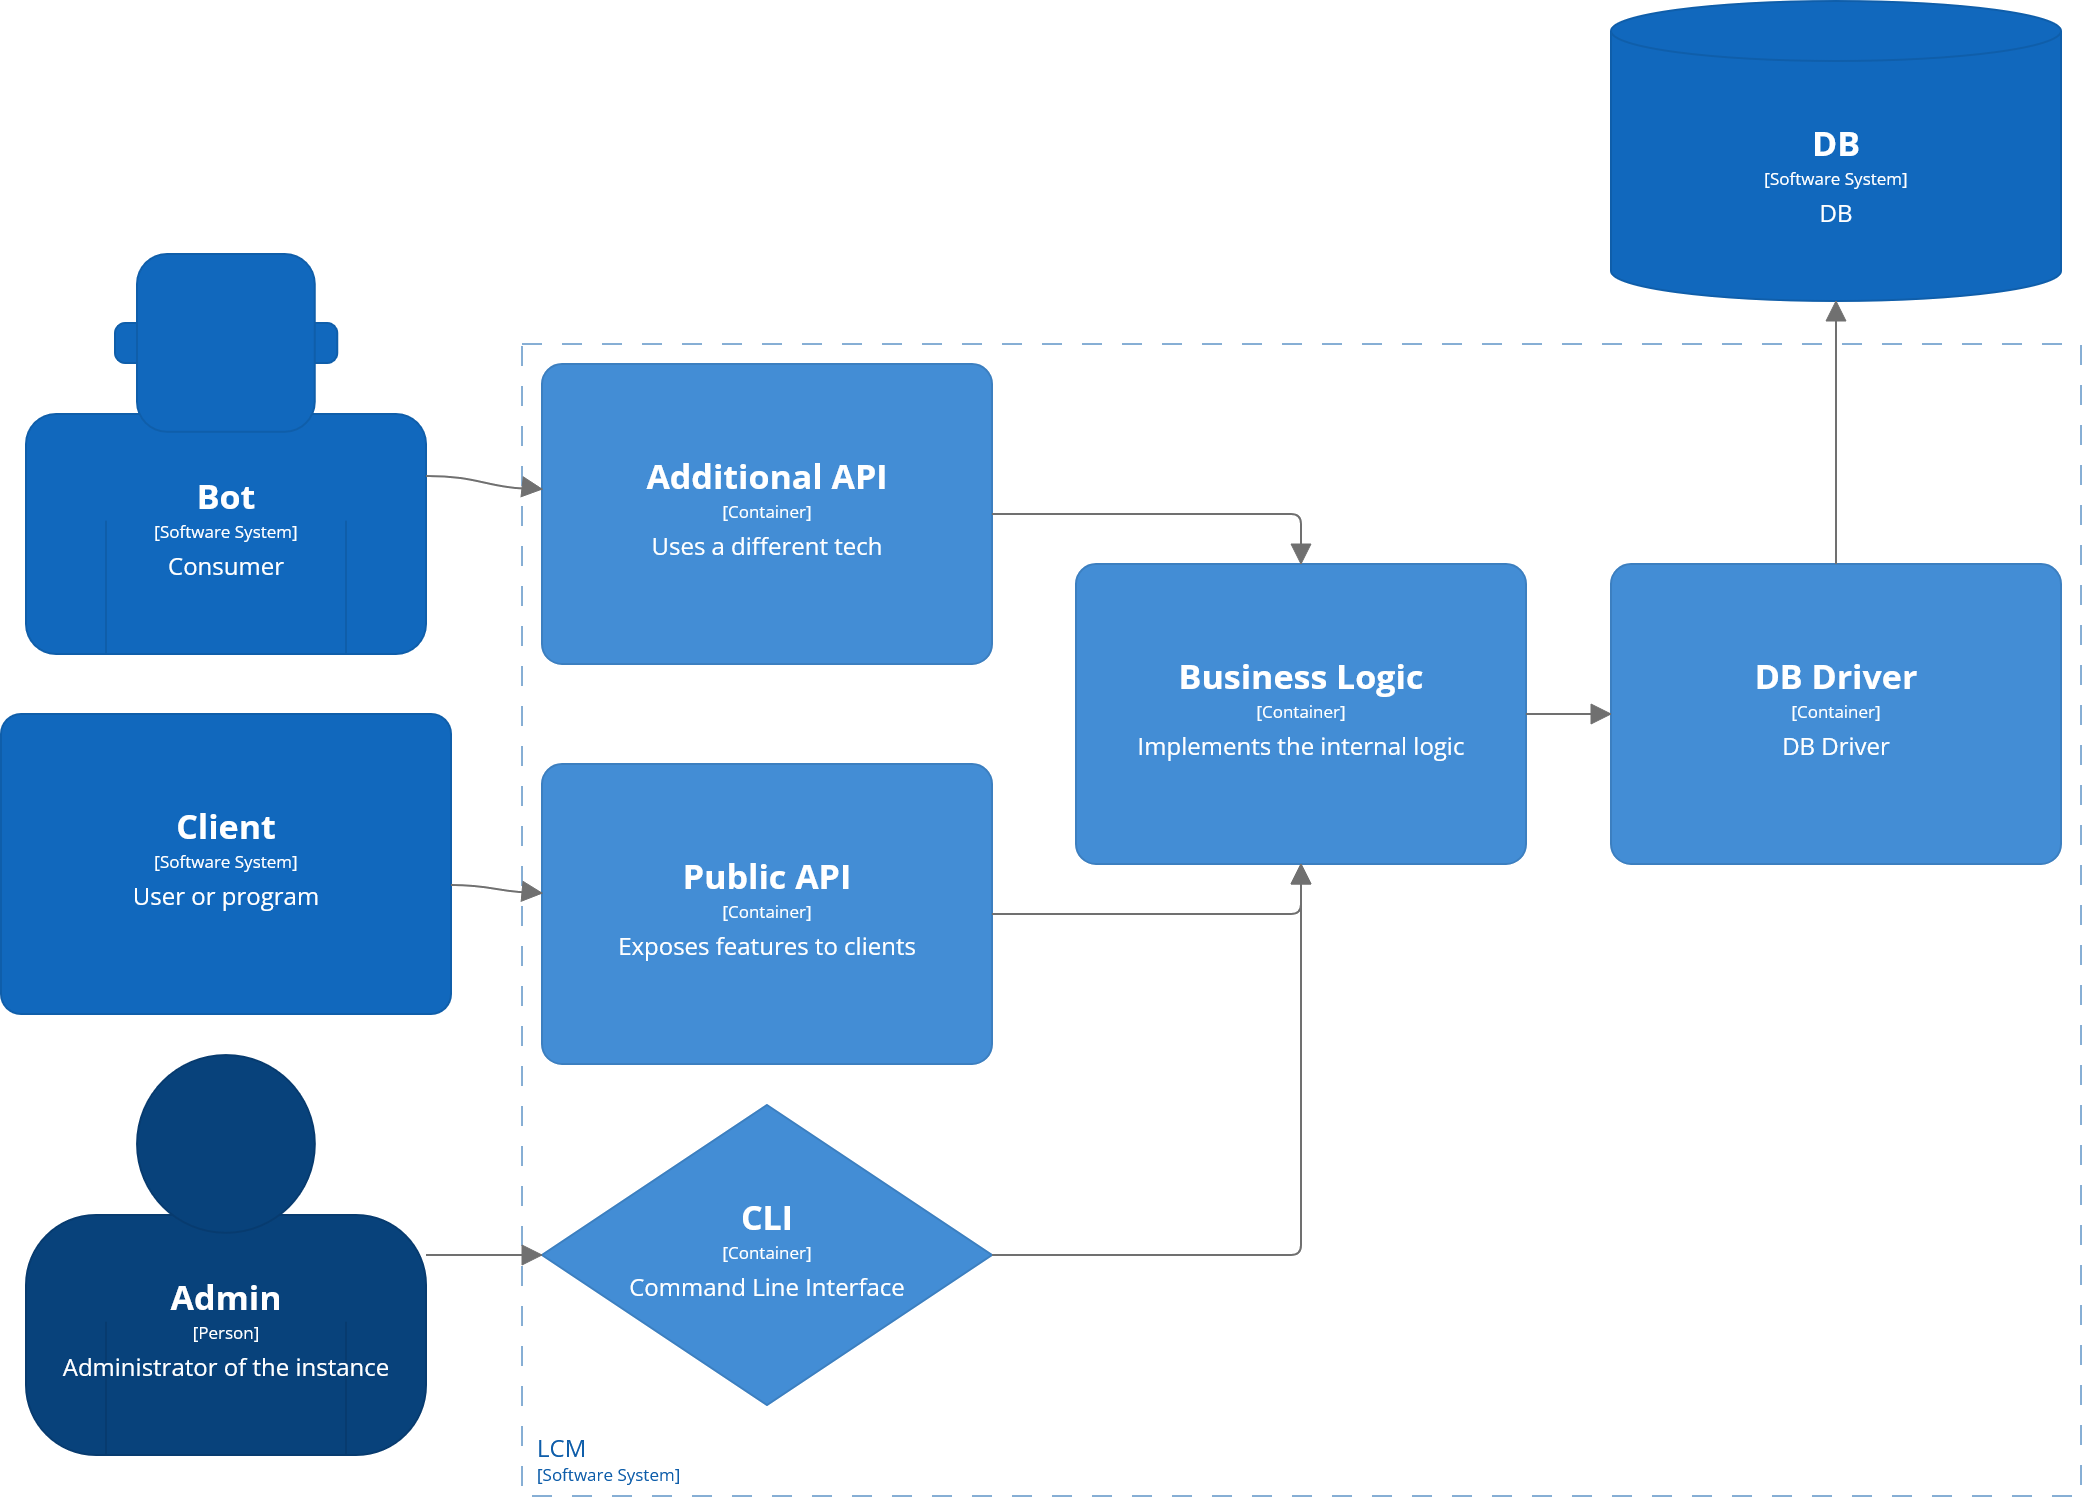 DB
[Software System]
DB
Bot
[Software System]
Consumer
Additional API
[Container]
Uses a different tech
Business Logic
[Container]
Implements the internal logic
DB Driver
[Container]
DB Driver
Client
[Software System]
User or program
Public API
[Container]
Exposes features to clients
CLI
[Container]
Command Line Interface
Admin
[Person]
Administrator of the instance
LCM
[Software System]